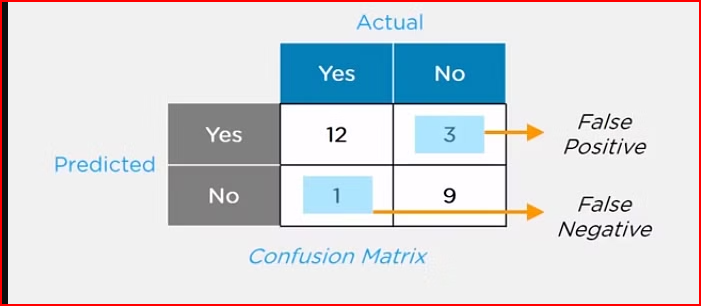 Actual
Yes No
Yes 12 3 False
Positive
Predicted
No 1 9 False
Negative
Confusion Matrix